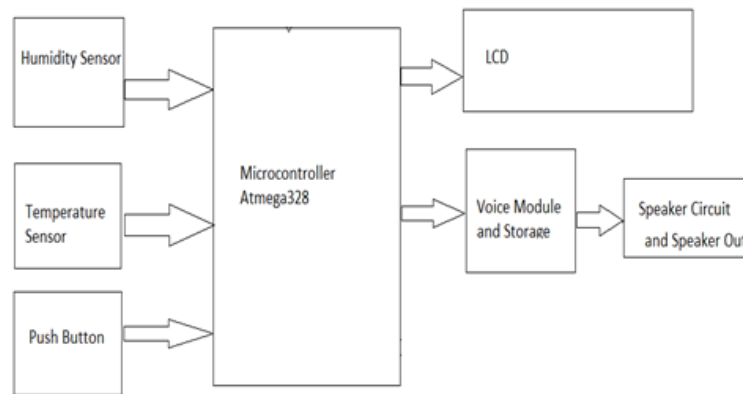 Humidity Sensor
LCD
Microcontroller
Atmega328
Temperature
Sensor
Voice Module
and Storage
Speaker Circuit
and Speaker Out
Push Button